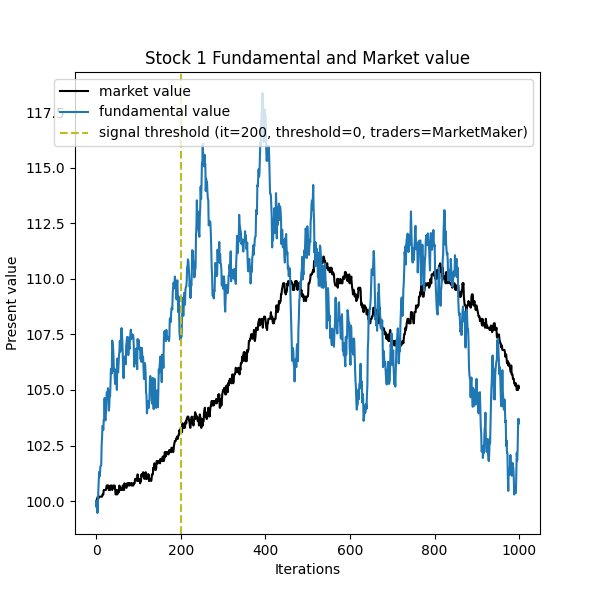 Stock 1 Fundamental and Market value
market value
fundamental value
signal threshold (it=200, threshold=0, traders=MarketMaker)
117.5
115.0
112.5
110.0
107.5
105.0
102.5
100.0
Present value
0 200 400 600 800 1000
Iterations